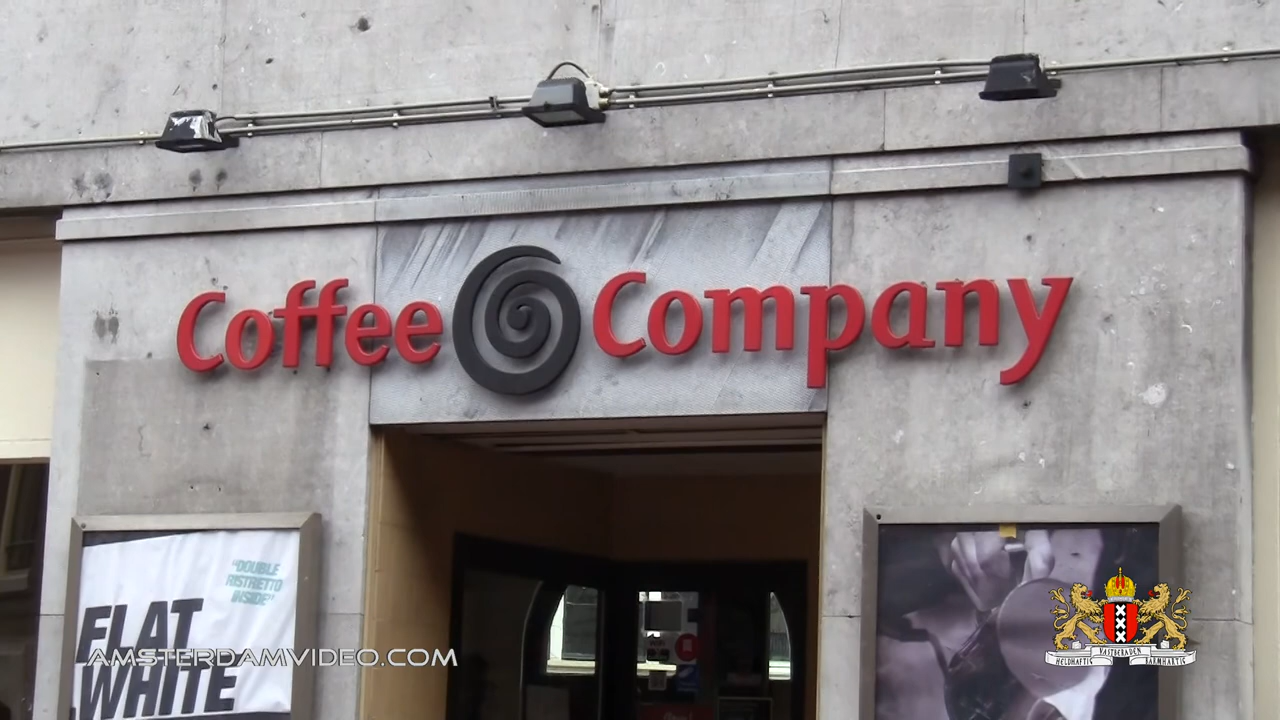 Coffee Company
"DOUBLE
RISTRETTO
INSIDE"
FLAT
WHITE
AMSTERDAMVIDEO.COM
HELDHAFTIG VASTBERADEN BARMHARTIG